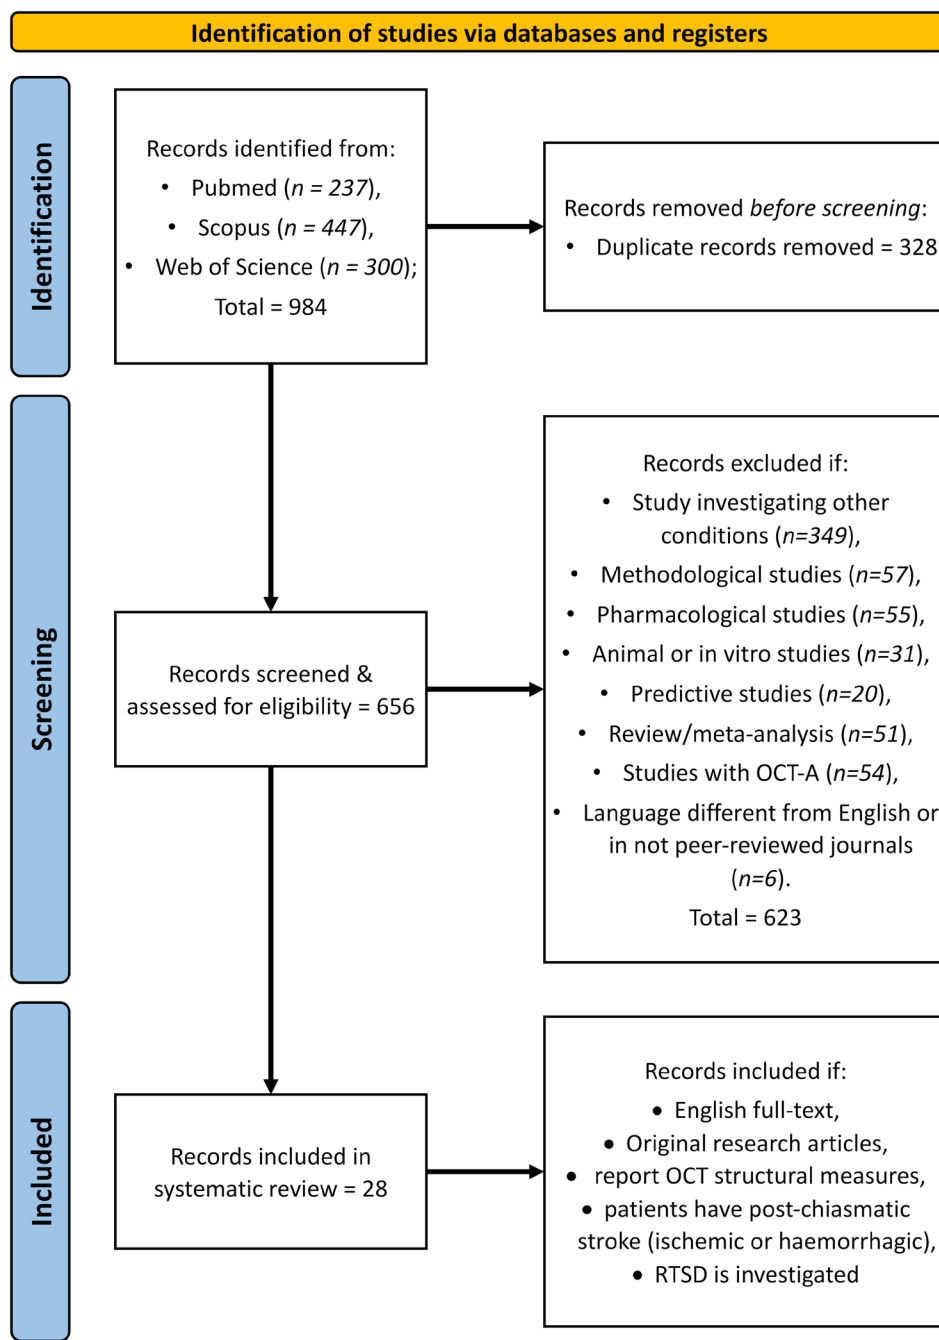 Identification of studies via databases and registers
Identification
Records identified from:
• Pubmed (n = 237),
• Scopus (n = 447),
• Web of Science (n = 300);
Total = 984
Records removed before screening:
• Duplicate records removed = 328
Screening
Records screened &
assessed for eligibility = 656
Records excluded if:
• Study investigating other
conditions (n=349),
• Methodological studies (n=57),
• Pharmacological studies (n=55),
• Animal or in vitro studies (n=31),
• Predictive studies (n=20),
• Review/meta-analysis (n=51),
• Studies with OCT-A (n=54),
• Language different from English or
in not peer-reviewed journals
(n=6).
Total = 623
Included
Records included in
systematic review = 28
Records included if:
• English full-text,
• Original research articles,
• report OCT structural measures,
• patients have post-chiasmatic
stroke (ischemic or haemorrhagic),
• RTSD is investigated